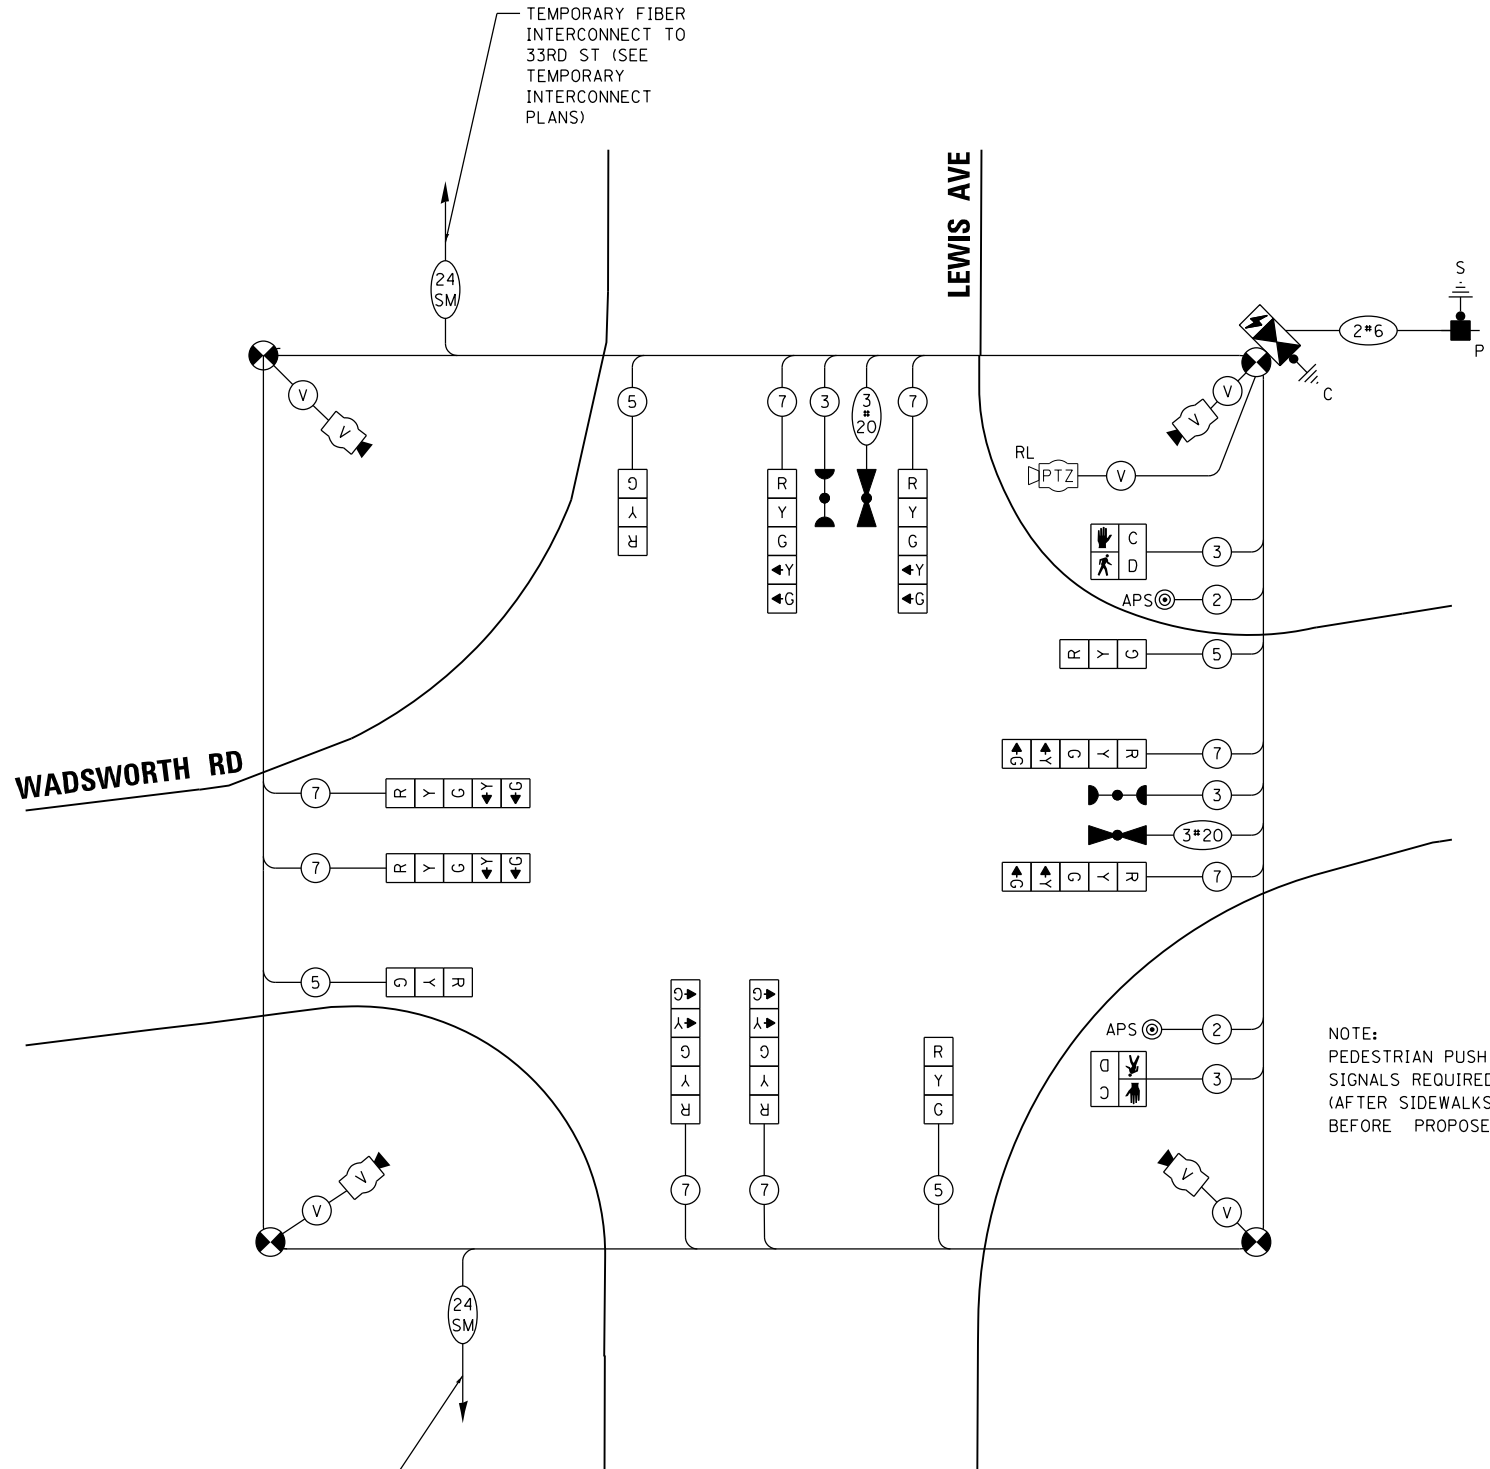 TEMPORARY FIBER
INTERCONNECT TO
33RD ST (SEE
TEMPORARY
INTERCONNECT
PLANS)
LEWIS AVE
24
SM
S
2#6
P
C
V
V
V
V
5
7
3
3
#
20
7
RL
PTZ
V
G
Y
R
R
Y
G
Y
G
R
Y
G
Y
G
C
D
3
APS
2
R Y G
5
WADSWORTH RD
G Y G Y R
7
7
R Y G Y G
3
3#20
7
R Y G Y G
G Y G Y R
7
5
G Y R
G
Y
G
Y
R
G
Y
G
Y
R
R
Y
G
APS
2
D
C
3
NOTE:
PEDESTRIAN PUSH
SIGNALS REQUIRED
(AFTER SIDEWALKS
BEFORE PROPOSE
V
V
7
7
5
V
V
24
SM